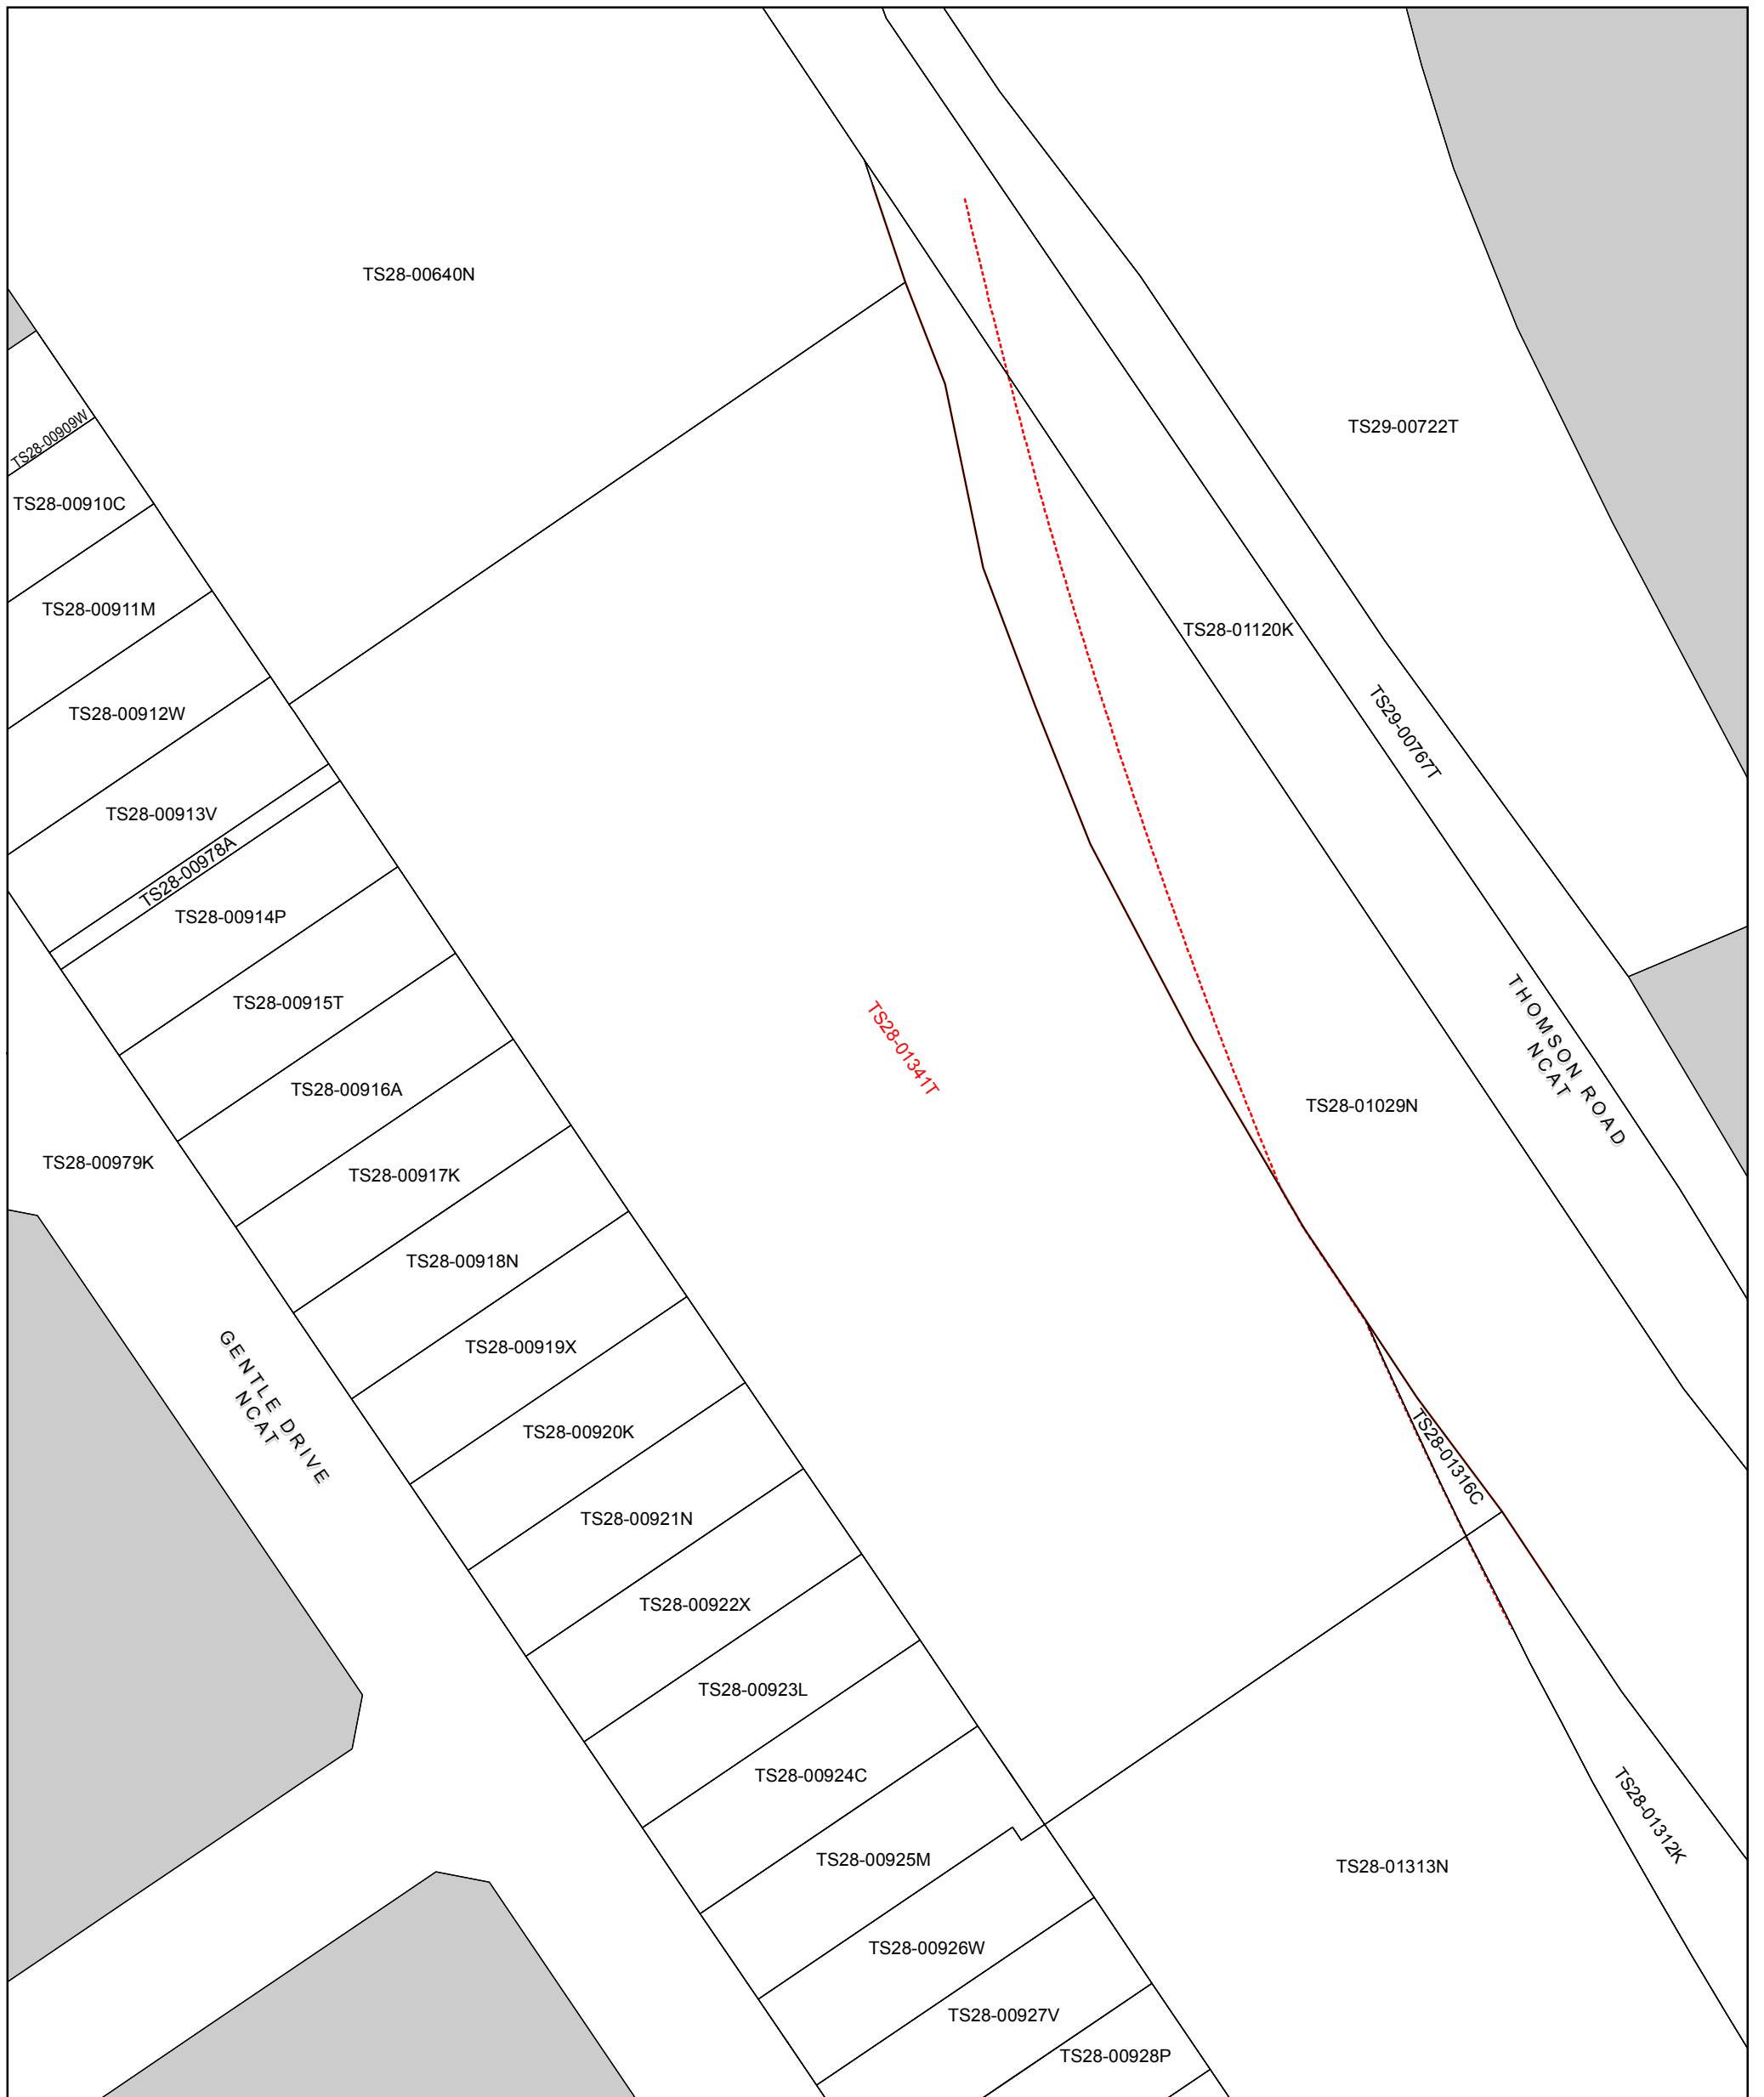 TS28-00640N
TS29-00722T
TS28-00909W
TS28-00910C
TS28-00911M
TS28-01120K
TS28-00912W
TS29-00767T
TS28-00913V
TS28-00978A
TS28-00914P
TS28-00915T
TS28-01341T
THOMSON ROAD
NCAT
TS28-00916A
TS28-01029N
TS28-00979K
TS28-00917K
TS28-00918N
TS28-00919X
GENTLE DRIVE
NCAT
TS28-00920K
TS28-01316C
TS28-00921N
TS28-00922X
TS28-00923L
TS28-00924C
TS28-01312K
TS28-00925M
TS28-01313N
TS28-00926W
TS28-00927V
TS28-00928P